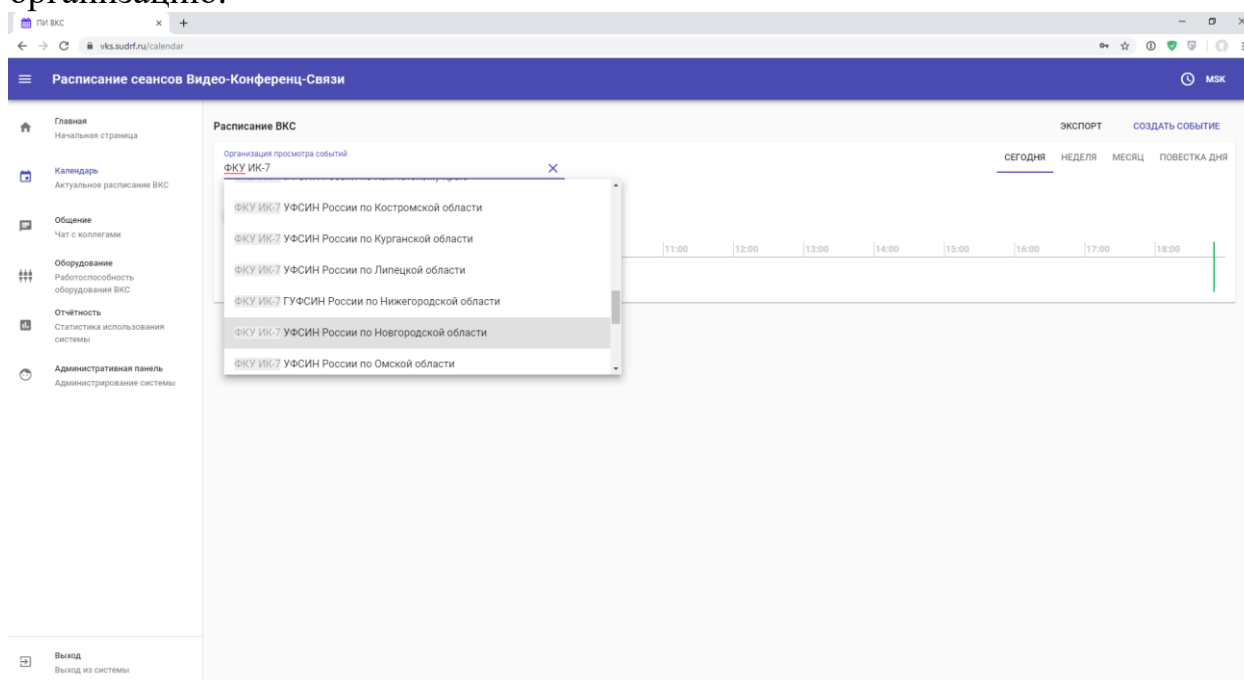 организацию.
ПИ ВКС
vks.sudrf.ru/calendar
Расписание сеансов Видео-Конференц-Связи
MSK
Главная
Начальная страница
Календарь
Актуальное расписание ВКС
Общение
Чат с коллегами
Оборудование
Работоспособность
оборудования ВКС
Отчётность
Статистика использования
системы
Административная панель
Администрирование системы
Выход
Выход из системы
Расписание ВКС
ЭКСПОРТ
СОЗДАТЬ СОБЫТИЕ
Организация просмотра событий
ФКУ ИК-7
СЕГОДНЯ
НЕДЕЛЯ
МЕСЯЦ
ПОВЕСТКА ДНЯ
ФКУ ИК-7 УФСИН России по Костромской области
ФКУ ИК-7 УФСИН России по Курганской области
ФКУ ИК-7 УФСИН России по Липецкой области
ФКУ ИК-7 ГУФСИН России по Нижегородской области
ФКУ ИК-7 УФСИН России по Новгородской области
ФКУ ИК-7 УФСИН России по Омской области
11:00
12:00
13:00
14:00
15:00
16:00
17:00
18:00